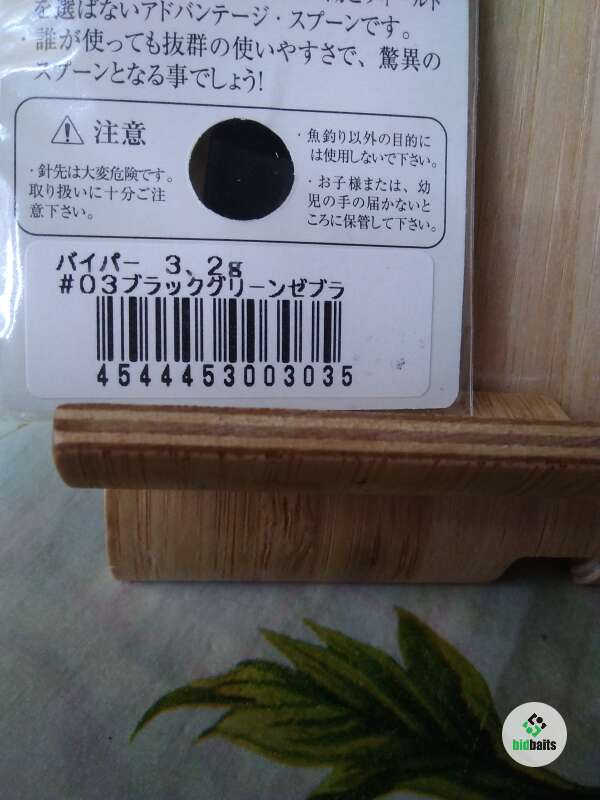 を選ばないアドバンテージ・スプーンです。
・誰が使っても抜群の使いやすさで、驚異の
スプーンとなる事でしょう!
注意
・針先は大変危険です。
取り扱いに十分ご注
意下さい。
・魚釣り以外の目的に
は使用しないで下さい。
・お子様または、幼
児の手の届かないと
ころに保管して下さい。
バイパー 3、2g
#03ブラックグリーンゼブラ
4544453003035
bidbaits